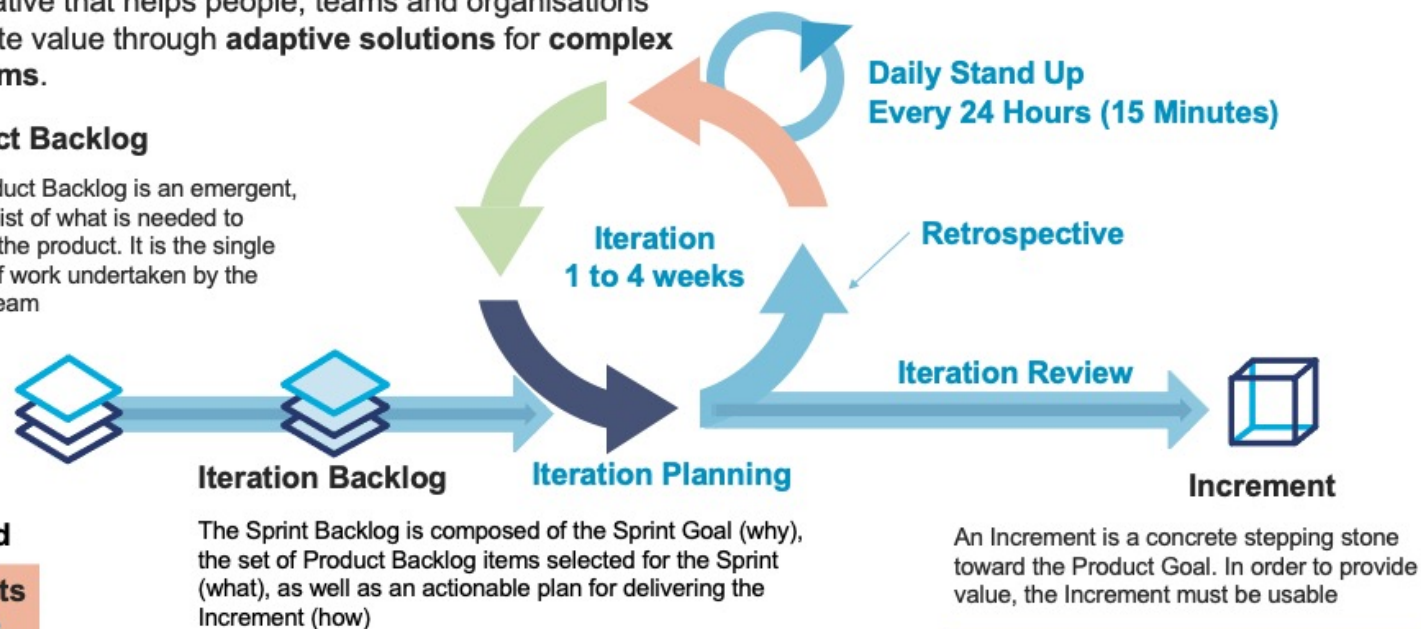 ative that helps people, teams and organisations
te value through adaptive solutions for complex
ms.
ct Backlog
duct Backlog is an emergent,
ist of what is needed to
the product. It is the single
f work undertaken by the
eam
Daily Stand Up
Every 24 Hours (15 Minutes)
Iteration
1 to 4 weeks
Retrospective
Iteration Review
Iteration Backlog
Iteration Planning
Increment
The Sprint Backlog is composed of the Sprint Goal (why),
the set of Product Backlog items selected for the Sprint
(what), as well as an actionable plan for delivering the
Increment (how)
An Increment is a concrete stepping stone
toward the Product Goal. In order to provide
value, the Increment must be usable
d
ts